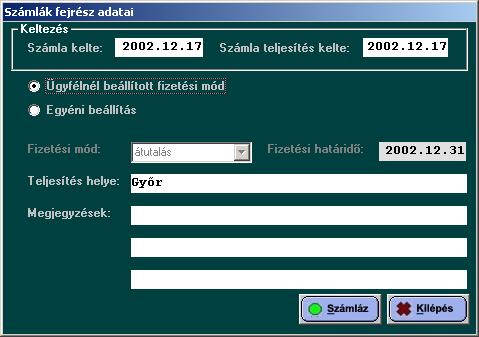 Számlák fejrész adatai
Keltezés
Számla kelte: 2002.12.17 Számla teljesítés kelte: 2002.12.17
Ügyfélnél beállított fizetési mód
Egyéni beállítás
Fizetési mód: átutalás Fizetési határidő: 2002.12.31
Teljesítés helye: Győr
Megjegyzések:
Számláz Kilépés